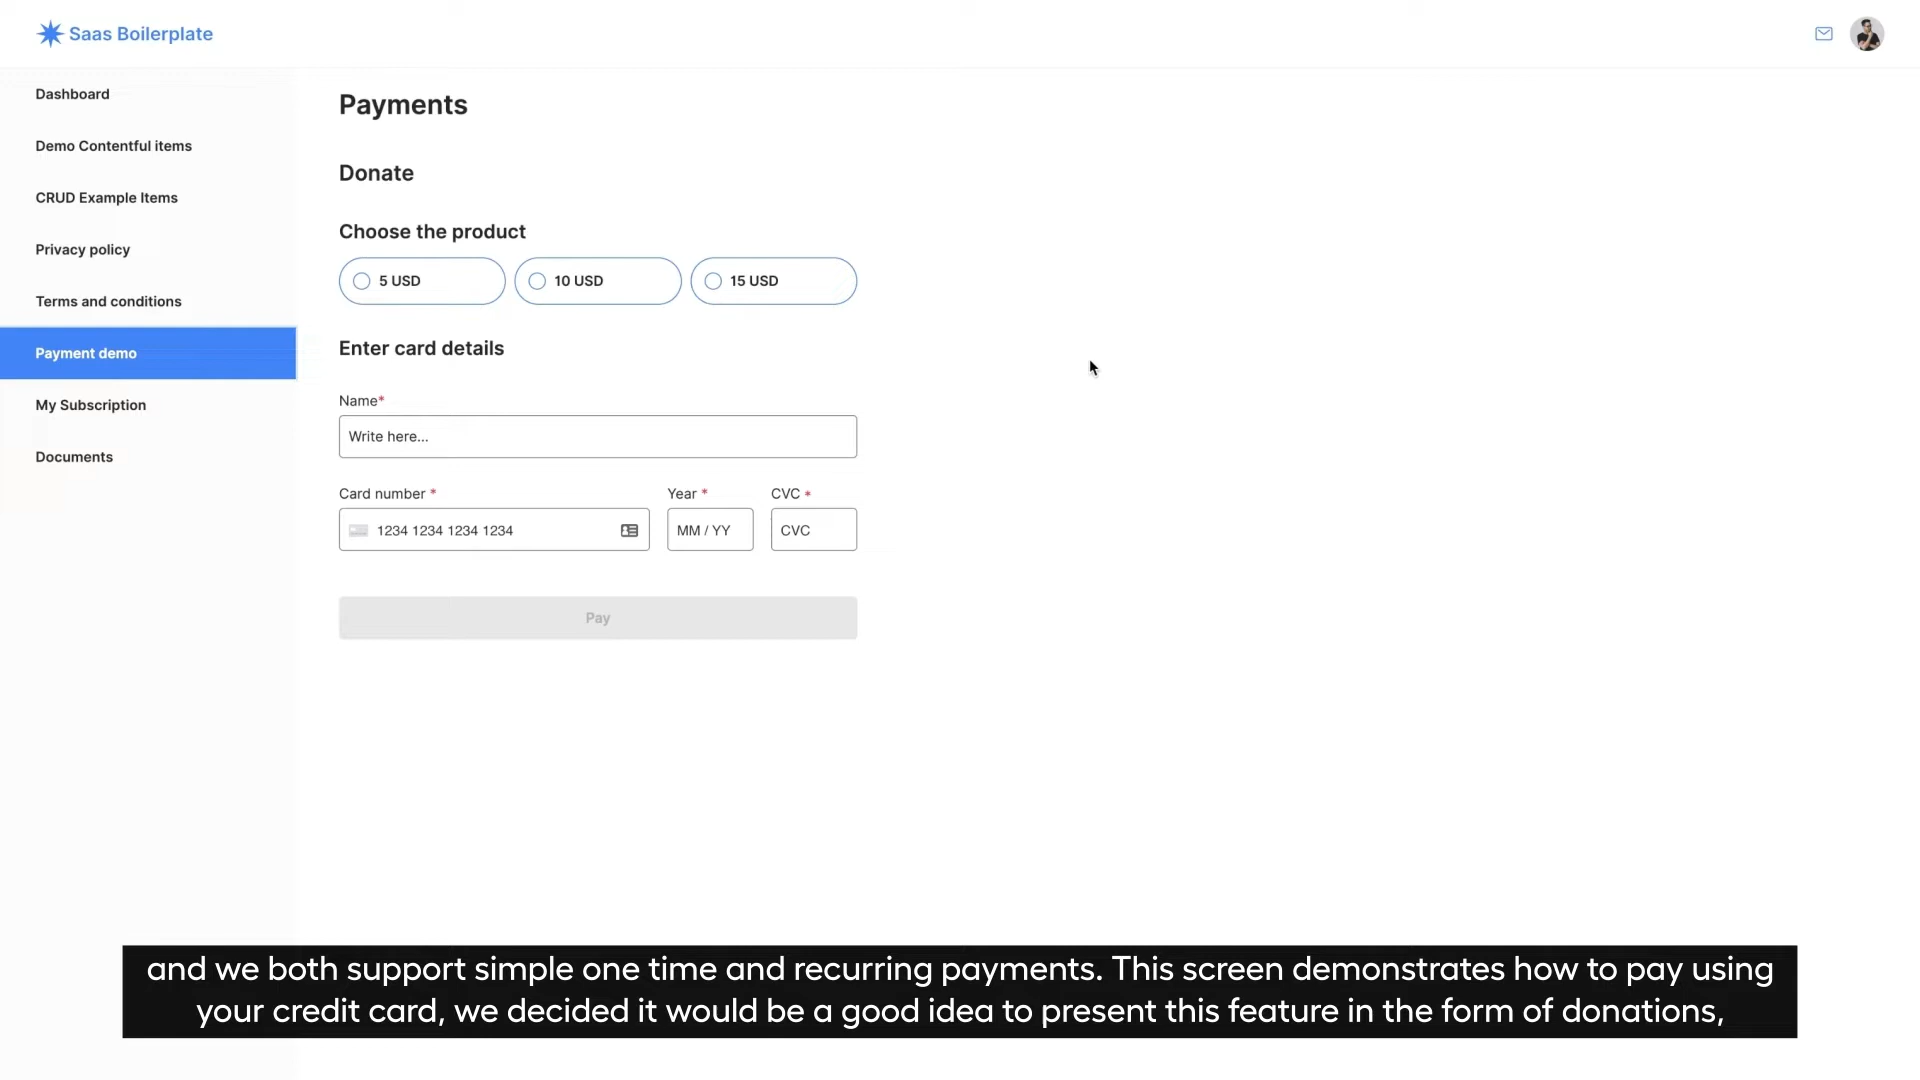 Saas Boilerplate
Dashboard
Demo Contentful items
CRUD Example Items
Privacy policy
Terms and conditions
Payment demo
My Subscription
Documents
Payments
Donate
Choose the product
5 USD
10 USD
15 USD
Enter card details
Name*
Write here...
Card number *
Year *
CVC *
1234 1234 1234 1234
MM / YY
CVC
Pay
and we both support simple one time and recurring payments. This screen demonstrates how to pay using
your credit card, we decided it would be a good idea to present this feature in the form of donations,